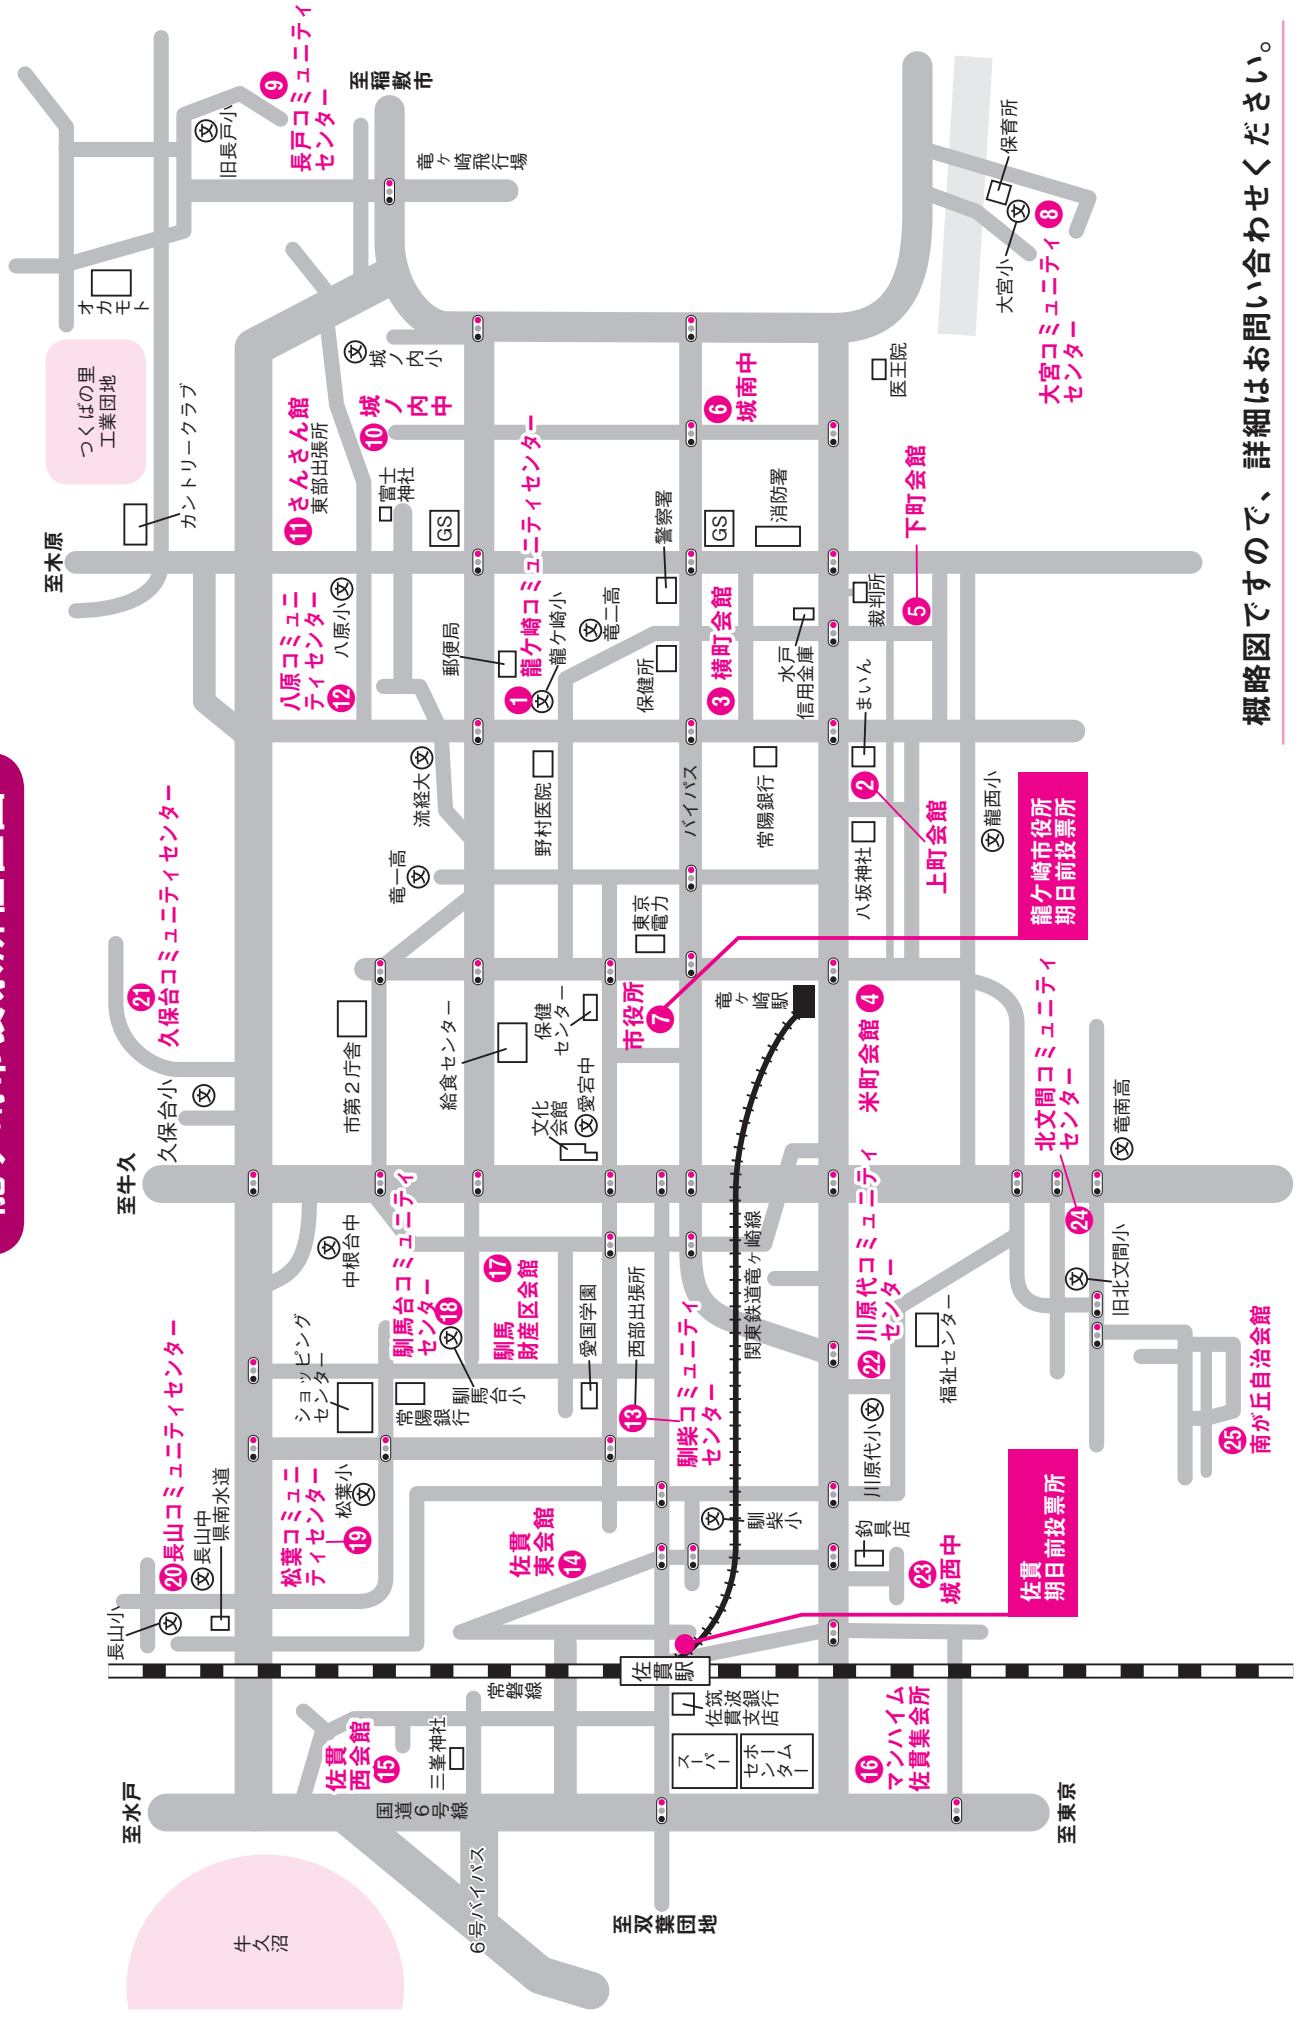 概略図ですので、詳細はお問い合わせください。
至稲敷市
至木原
至牛久
至水戸
至東京
至双葉団地
❾
長戸コミュニティ
センター
旧長戸小
文
竜ヶ崎飛行場
オカモト
つくばの里
工業団地
カントリークラブ
保育所
大宮小
文
❽
大宮コミュニティ
センター
文
城ノ内小
医王院
❿
城ノ内中
⓫
さんさん館
東部出張所
富士
神社
GS
❻
城南中
消防署
GS
警察署
下町会館
❺
裁判所
八原コミュニ
ティセンター
⓬
八原小
文
郵便局
❶
龍ケ崎コミュニティセンター
龍ケ崎小
文
文
竜二高
保健所
❸
横町会館
水戸
信用金庫
まいん
❷
上町会館
八坂神社
常陽銀行
バイパス
文
龍西小
龍ケ崎市役所
期日前投票所
流経大
文
野村医院
竜一高
文
東京
電力
市役所
❼
竜ヶ崎駅
❹
米町会館
㉑
久保台コミュニティセンター
久保台小
文
市第２庁舎
給食センター
保健
センター
文化
会館
愛宕中
文
北文間コミュニティ
センター
㉔
文
竜南高
文
中根台中
馴馬台コミュニティ
センター
⓲
文
馴馬台小
⓱
馴馬
財産区会館
愛国学園
西部出張所
⓭
馴柴コミュニティ
センター
関東鉄道竜ヶ崎線
㉒
川原代コミュニティ
センター
福祉センター
川原代小
文
文
旧北文間小
㉕
南が丘自治会館
ショッピング
センター
常陽銀行
⓴
長山コミュニティセンター
文
長山中
県南水道
長山小
文
松葉コミュニ
ティセンター
⓳
松葉小
文
佐貫
東会館
⓮
文
馴柴小
釣具店
㉓
城西中
佐貫
期日前投票所
佐貫駅
常磐線
佐貫
西会館
⓯
三峯神社
筑波銀行
佐貫支店
スーパー
ホーム
センター
⓰
マンハイム
佐貫集会所
国道６号線
６号バイパス
牛久沼